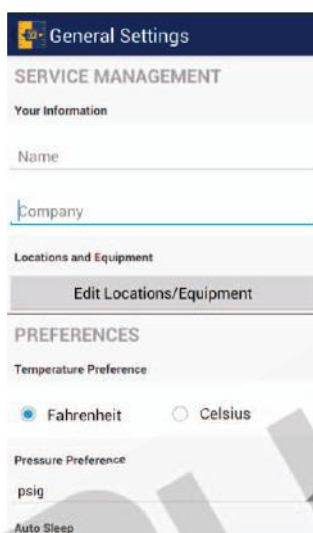 General Settings
SERVICE MANAGEMENT
Your Information
Name
Company
Locations and Equipment
Edit Locations/Equipment
PREFERENCES
Temperature Preference
Fahrenheit Celsius
Pressure Preference
psig
Auto Sleep